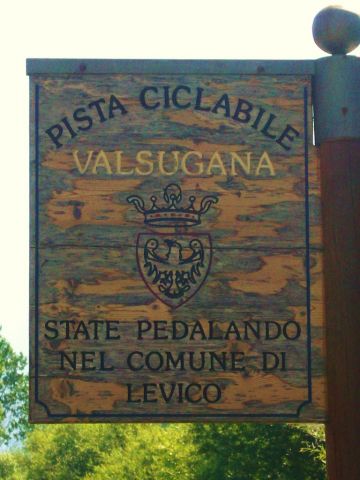 PISTA CICLABILE
VALSUGANA
STATE PEDALANDO
NEL COMUNE DI
LEVICO